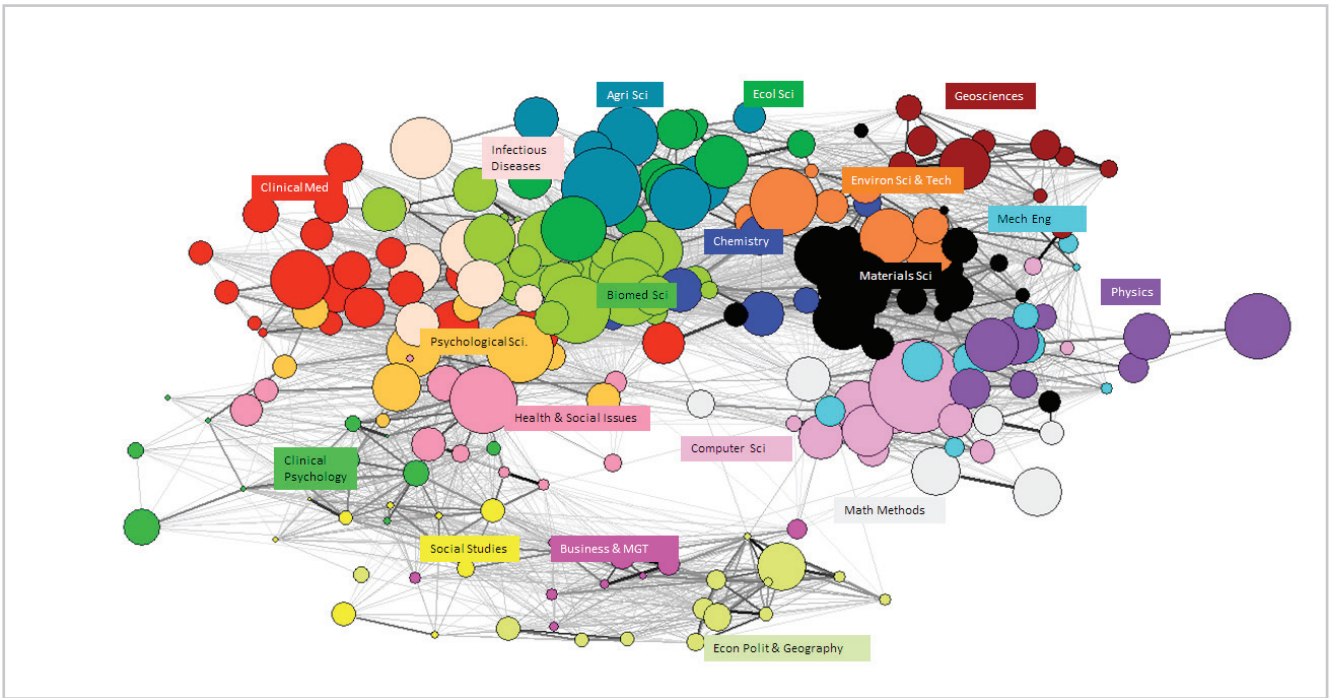 Agri Sci
Ecol Sci
Geosciences
Infectious
Diseases
Clinical Med
Environ Sci & Tech
Mech Eng
Chemistry
Materials Sci
Biomed Sci
Physics
Psychological Sci.
Health & Social Issues
Computer Sci
Clinical
Psychology
Math Methods
Social Studies
Business & MGT
Econ Polit & Geography